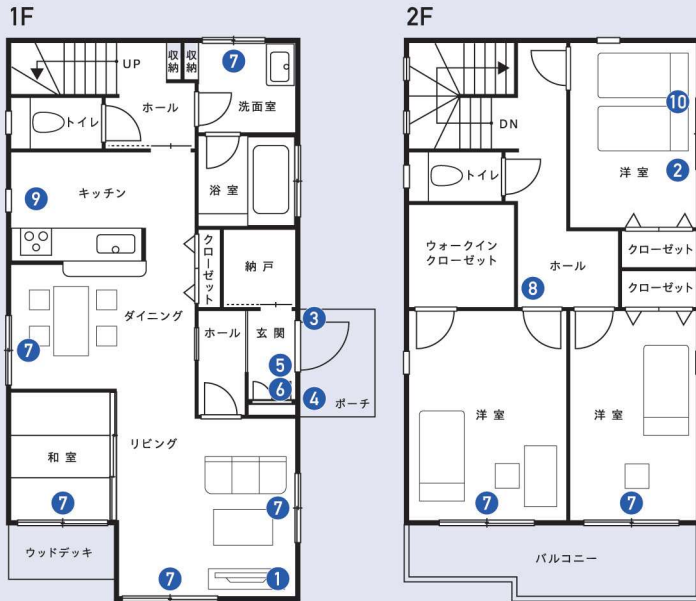 1F
UP
収納
収納
7
洗面室
トイレ
ホール
9
キッチン
浴室
クローゼット
納戸
ダイニング
7
ホール
玄関
3
5
6
4
ポーチ
リビング
和室
7
7
ウッドデッキ
7
1
2F
DN
10
洋室
2
トイレ
ウォークイン
クローゼット
ホール
8
クローゼット
クローゼット
洋室
7
洋室
7
バルコニー